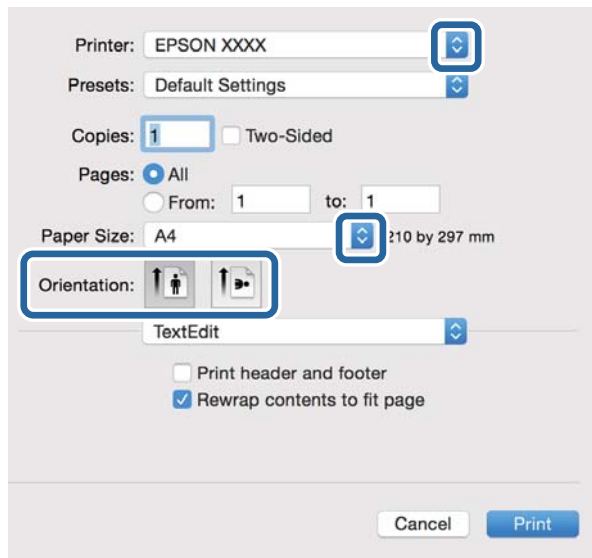 Printer: EPSON XXXX
Presets: Default Settings
Copies: 1 Two-Sided
Pages: All
From: 1 to: 1
Paper Size: A4 210 by 297 mm
Orientation:
TextEdit
Print header and footer
Rewrap contents to fit page
Cancel Print